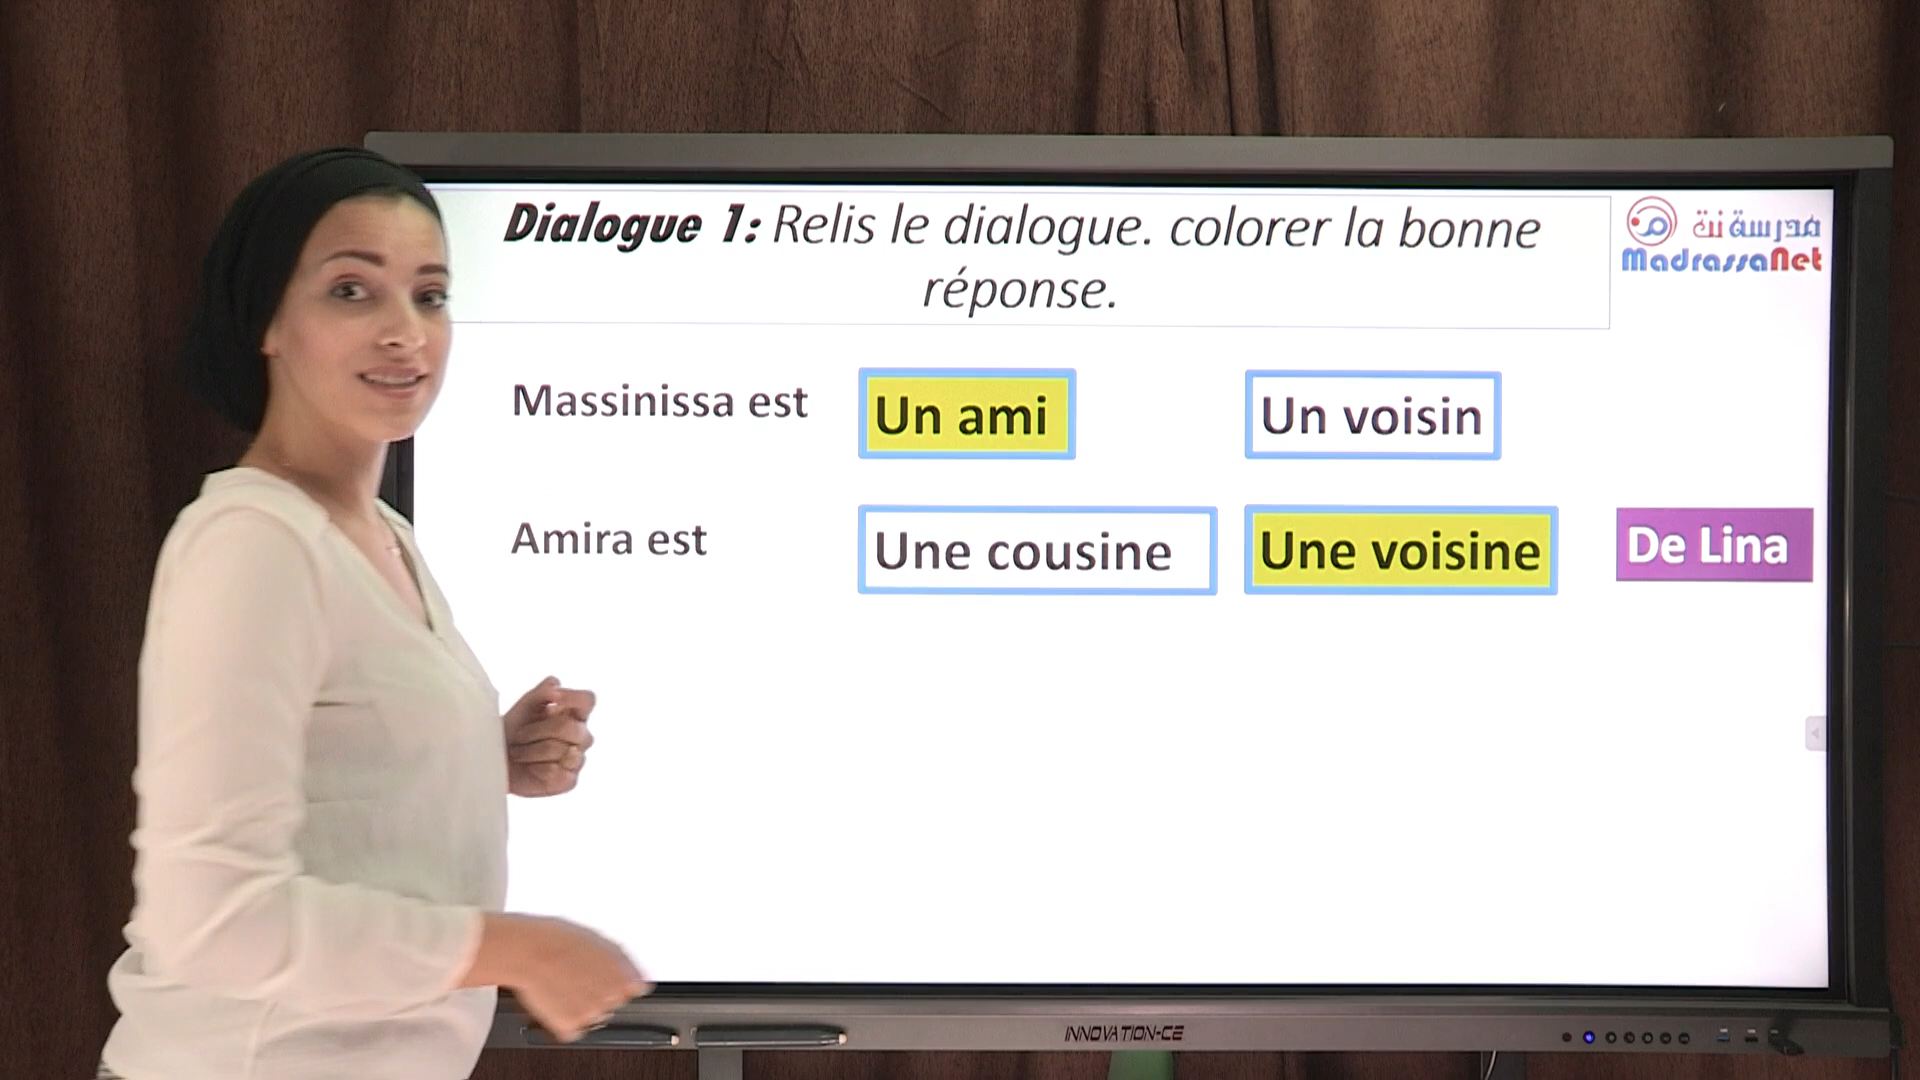 Dialogue 1: Relis le dialogue. colorer la bonne
réponse.
مدرسة نت
MadrassaNet
Massinissa est
Un ami
Un voisin
Amira est
Une cousine
Une voisine
De Lina
INNOVATION-CE